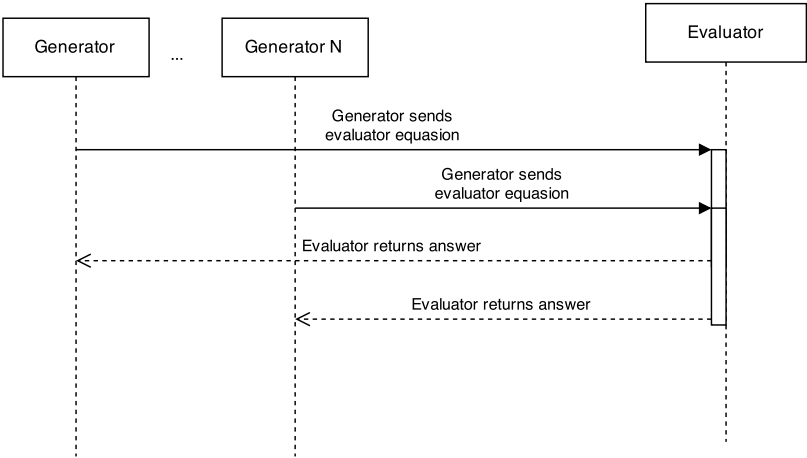 Generator
...
Generator N
Evaluator
Generator sends
evaluator equasion
Generator sends
evaluator equasion
Evaluator returns answer
Evaluator returns answer